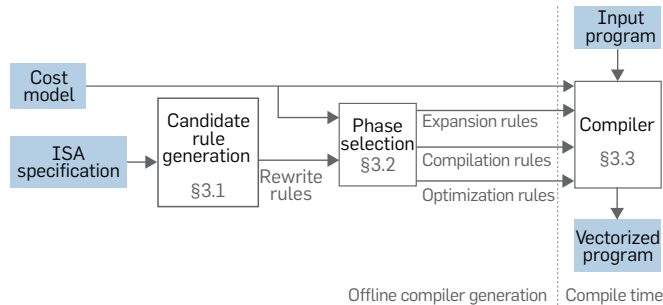 Input
program
Cost
model
Candidate
rule
generation
§3.1
Phase
selection
§3.2
Expansion rules
Compiler
§3.3
ISA
specification
Rewrite
rules
Compilation rules
Optimization rules
Vectorized
program
Offline compiler generation
Compile time